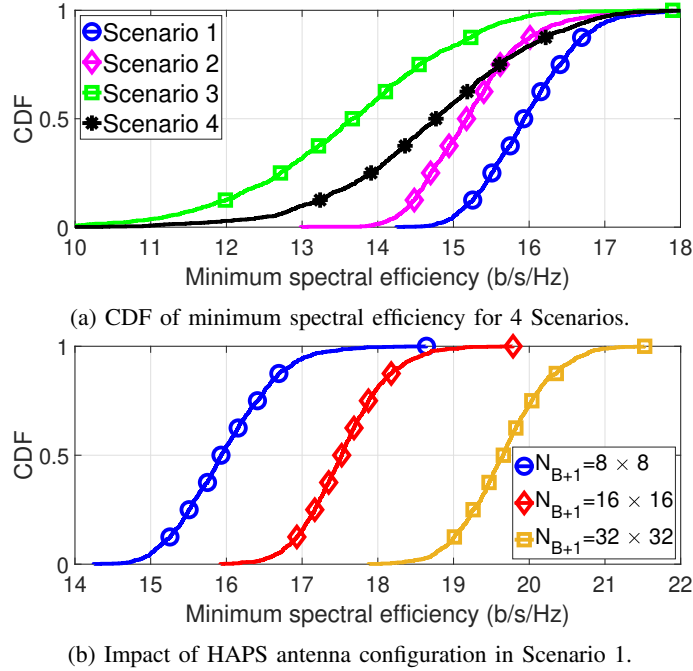 1
0.5
0
CDF
Scenario 1
Scenario 2
Scenario 3
Scenario 4
10 11 12 13 14 15 16 17 18
Minimum spectral efficiency (b/s/Hz)
(a) CDF of minimum spectral efficiency for 4 Scenarios.
1
0.5
0
CDF
N_{B+1}=8 × 8
N_{B+1}=16 × 16
N_{B+1}=32 × 32
14 15 16 17 18 19 20 21 22
Minimum spectral efficiency (b/s/Hz)
(b) Impact of HAPS antenna configuration in Scenario 1.